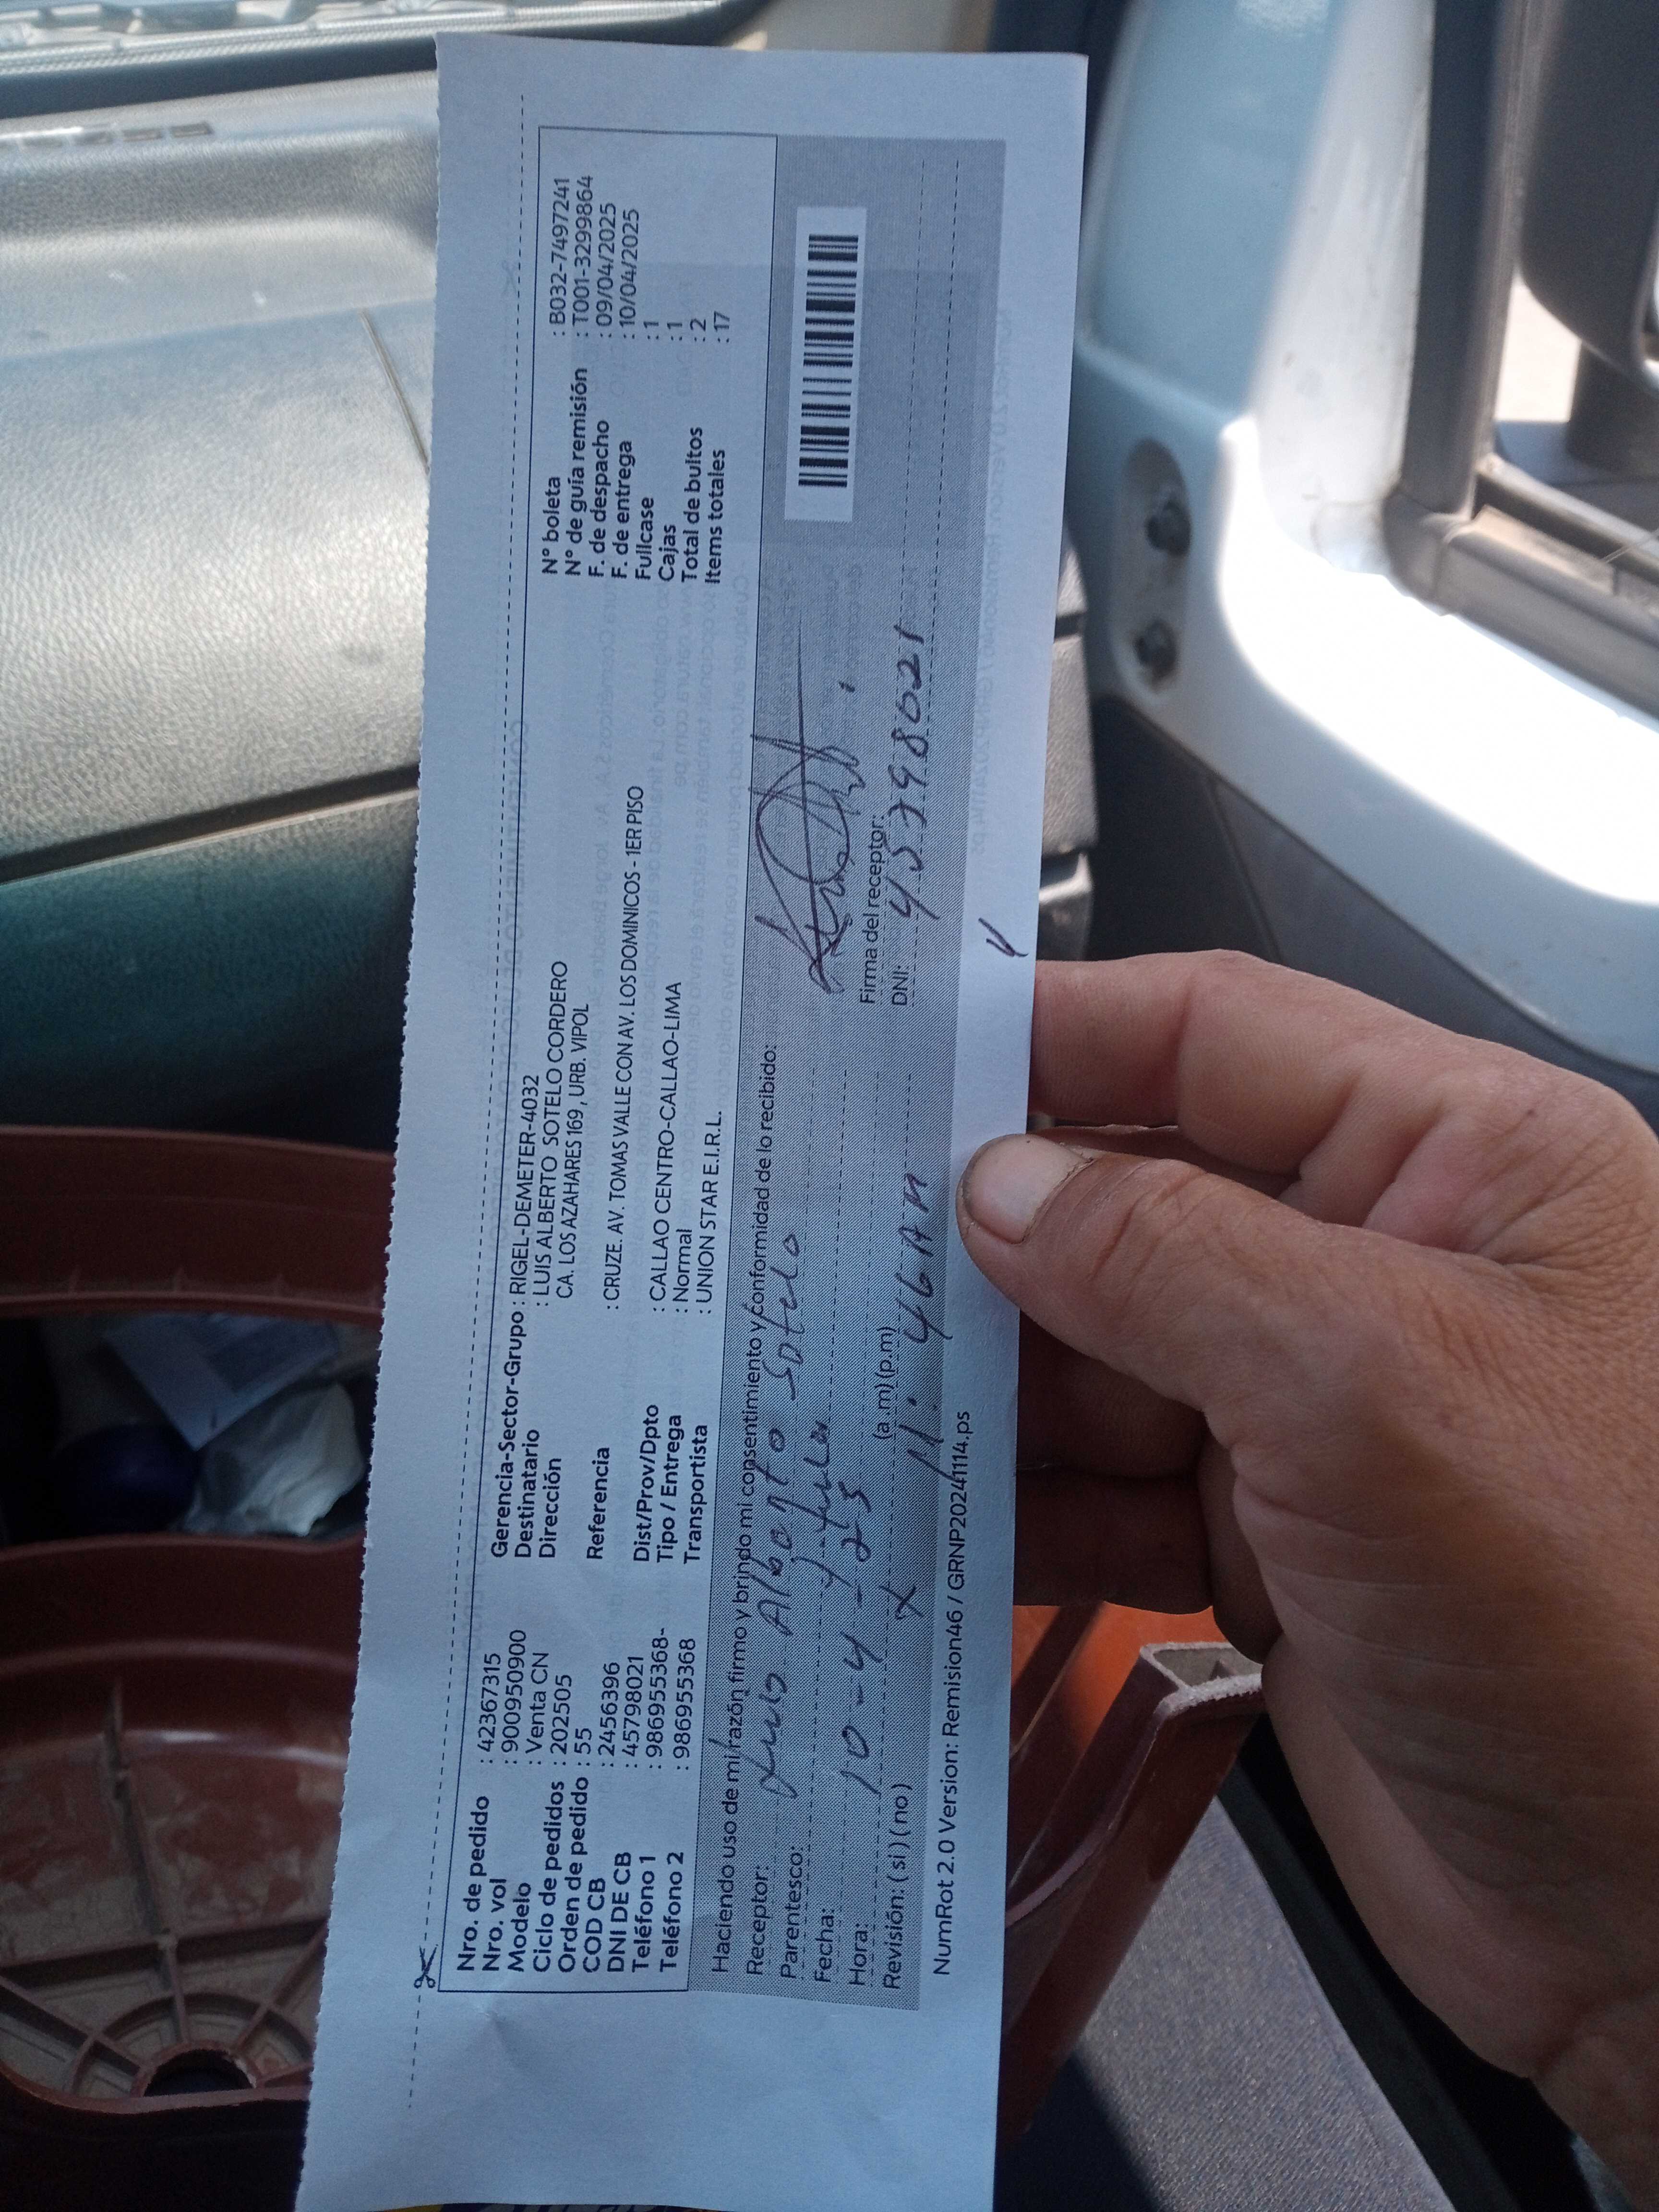 Nro. de pedido : 42367315
Nro. vol : 9009509​00
Modelo : Venta CN
Ciclo de pedidos : 202505
Orden de pedido : 55
COD CB : 2456396
DNI DE CB : 45798021
Teléfono 1 : 986955368-
Teléfono 2 : 986955368
Gerencia-Sector-Grupo : RIGEL-DEMETER-4032
Destinatario : LUIS ALBERTO SOTELO CORDERO
Dirección CA. LOS AZAHARES 169 , URB. VIPOL
Referencia : CRUZE. AV. TOMAS VALLE CON AV. LOS DOMINICOS - 1ER PISO
Dist/Prov/Dpto : CALLAO CENTRO-CALLAO-LIMA
Tipo / Entrega : Normal
Transportista : UNION STAR E.I.R.L.
N° boleta : B032-7497241
N° de guía remisión : T001-3299864
F. de despacho : 09/04/2025
F. de entrega : 10/04/2025
Fullcase : 1
Cajas : 1
Total de bultos : 2
Items totales : 17
Haciendo uso de mi razón firmo y brindo mi consentimiento y conformidad de lo recibido:
Receptor: Luis Alberto Sotelo
Parentesco: Titular
Fecha: 10-4-25
Hora: (a .m) (p.m) 11:46 AM
Revisión: ( si ) ( no ) X
Firma del receptor:
DNI: 45798021
NumRot 2.0 Version: Remision46 / GRNP20241114.ps